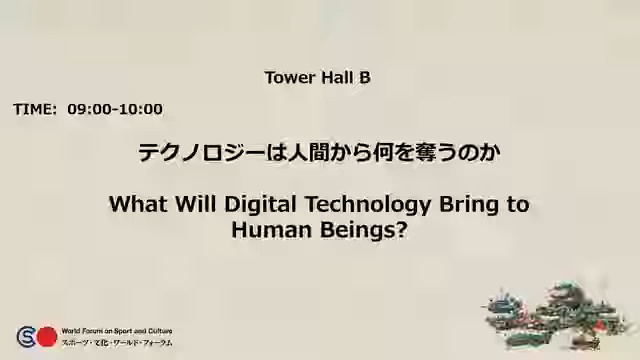 Tower Hall B
TIME: 09:00-10:00
テクノロジーは人間から何を奪うのか
What Will Digital Technology Bring to
Human Beings?
World Forum on Sport and Culture
スポーツ・文化・ワールド・フォーラム